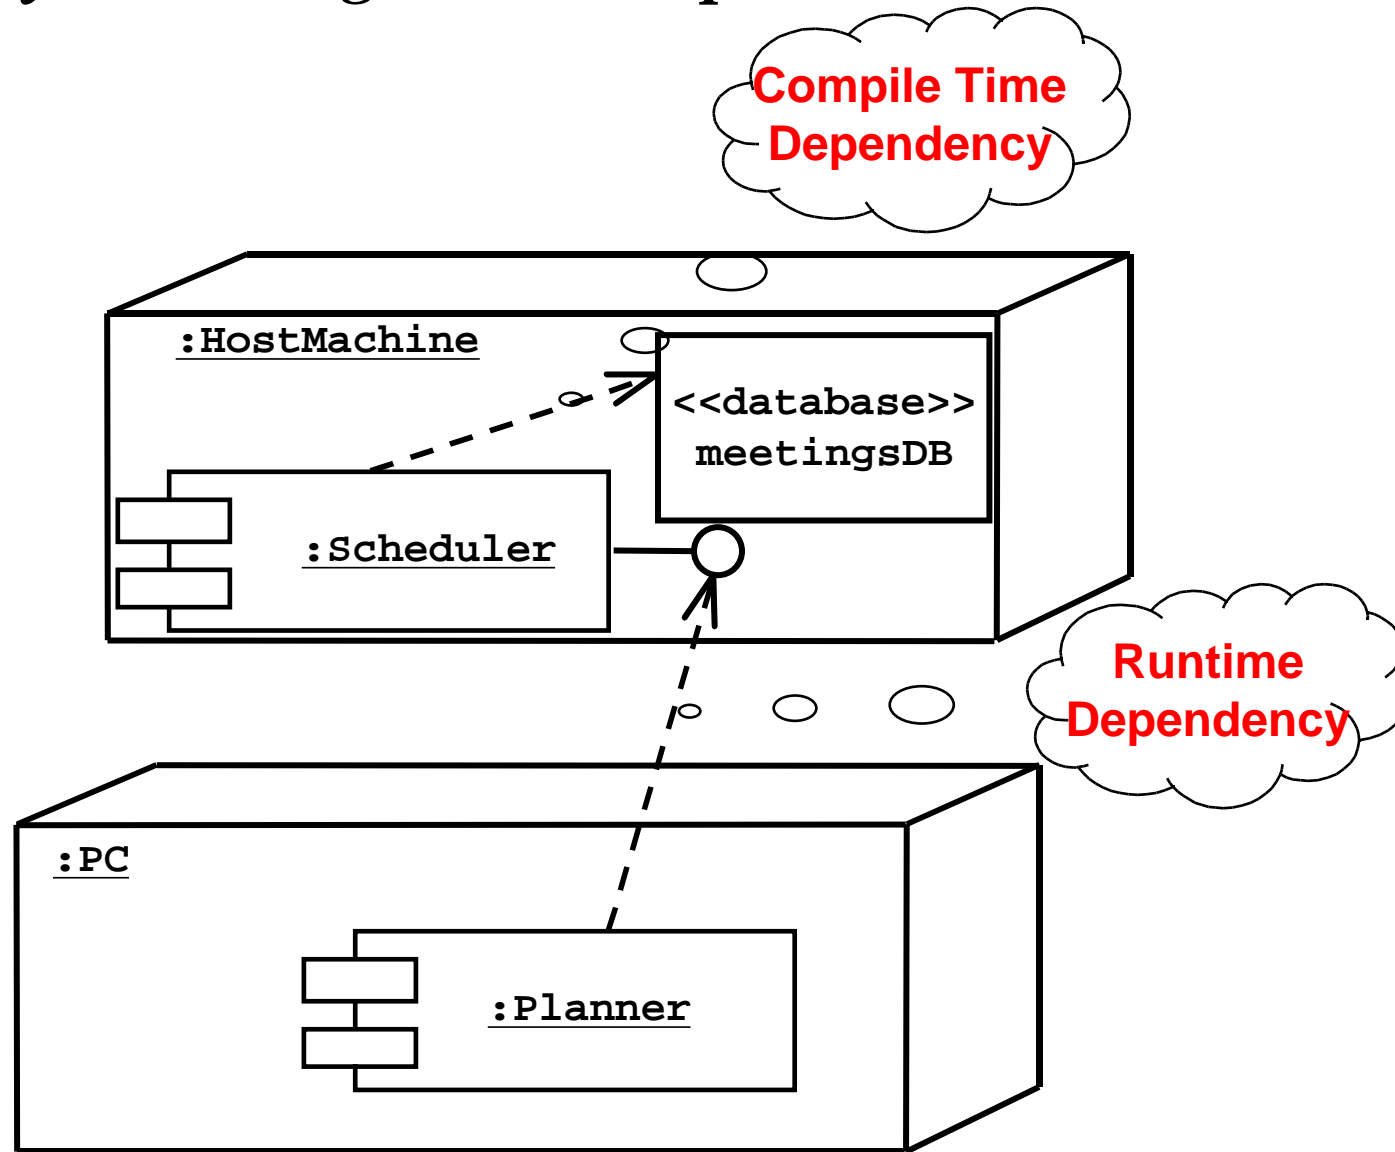 Compile Time
Dependency
:HostMachine
<<database>>
meetingsDB
:Scheduler
Runtime
Dependency
:PC
:Planner